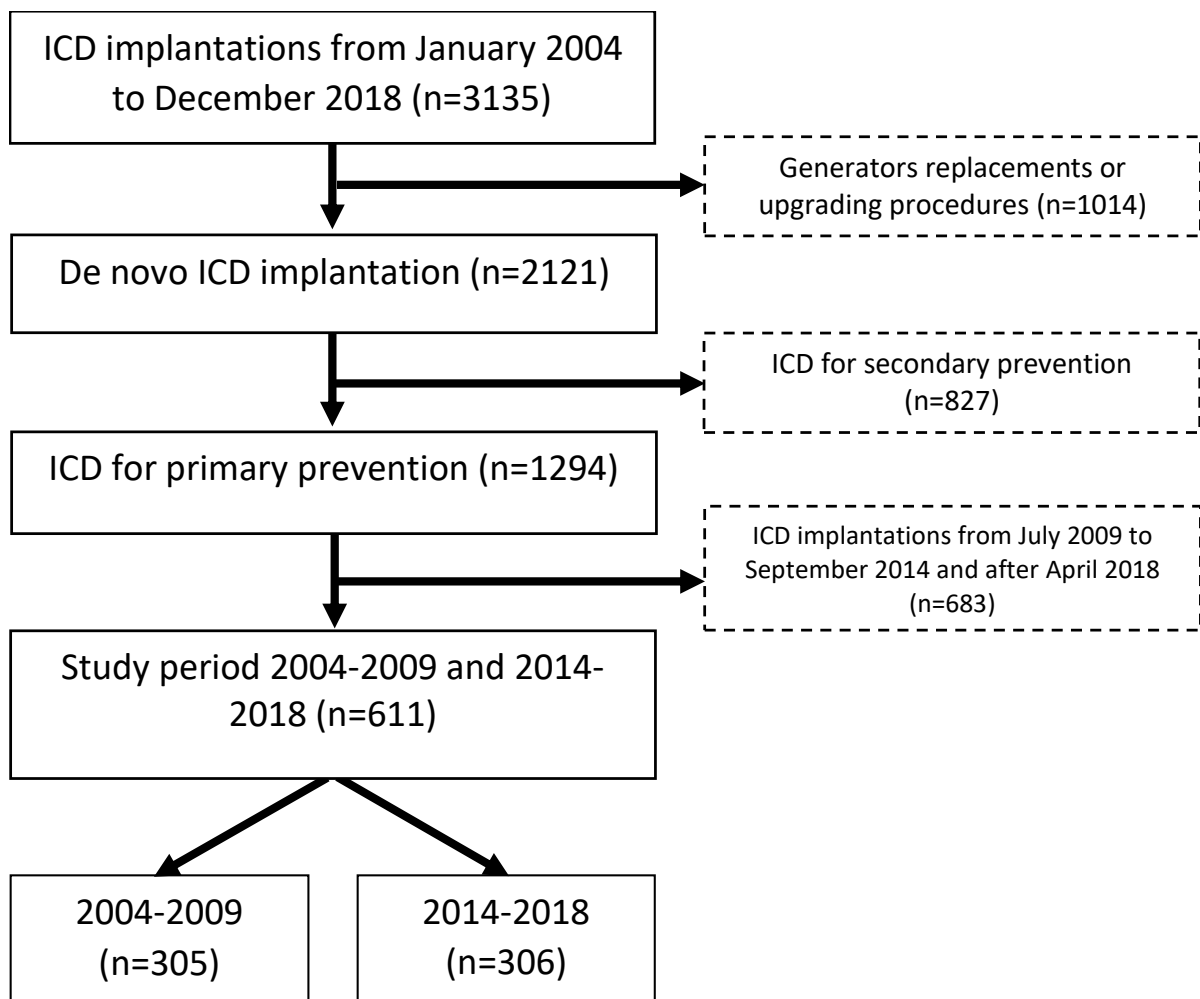 ICD implantations from January 2004
to December 2018 (n=3135)
Generators replacements or
upgrading procedures (n=1014)
De novo ICD implantation (n=2121)
ICD for secondary prevention
(n=827)
ICD for primary prevention (n=1294)
ICD implantations from July 2009 to
September 2014 and after April 2018
(n=683)
Study period 2004-2009 and 2014-
2018 (n=611)
2004-2009
(n=305)
2014-2018
(n=306)